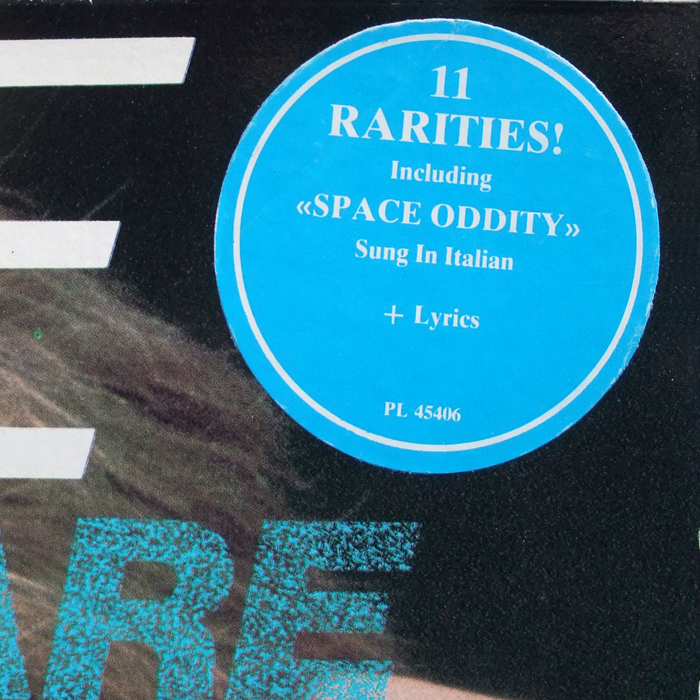 11
RARITIES!
Including
«SPACE ODDITY»
Sung In Italian
+ Lyrics
PL 45406
E
ARE